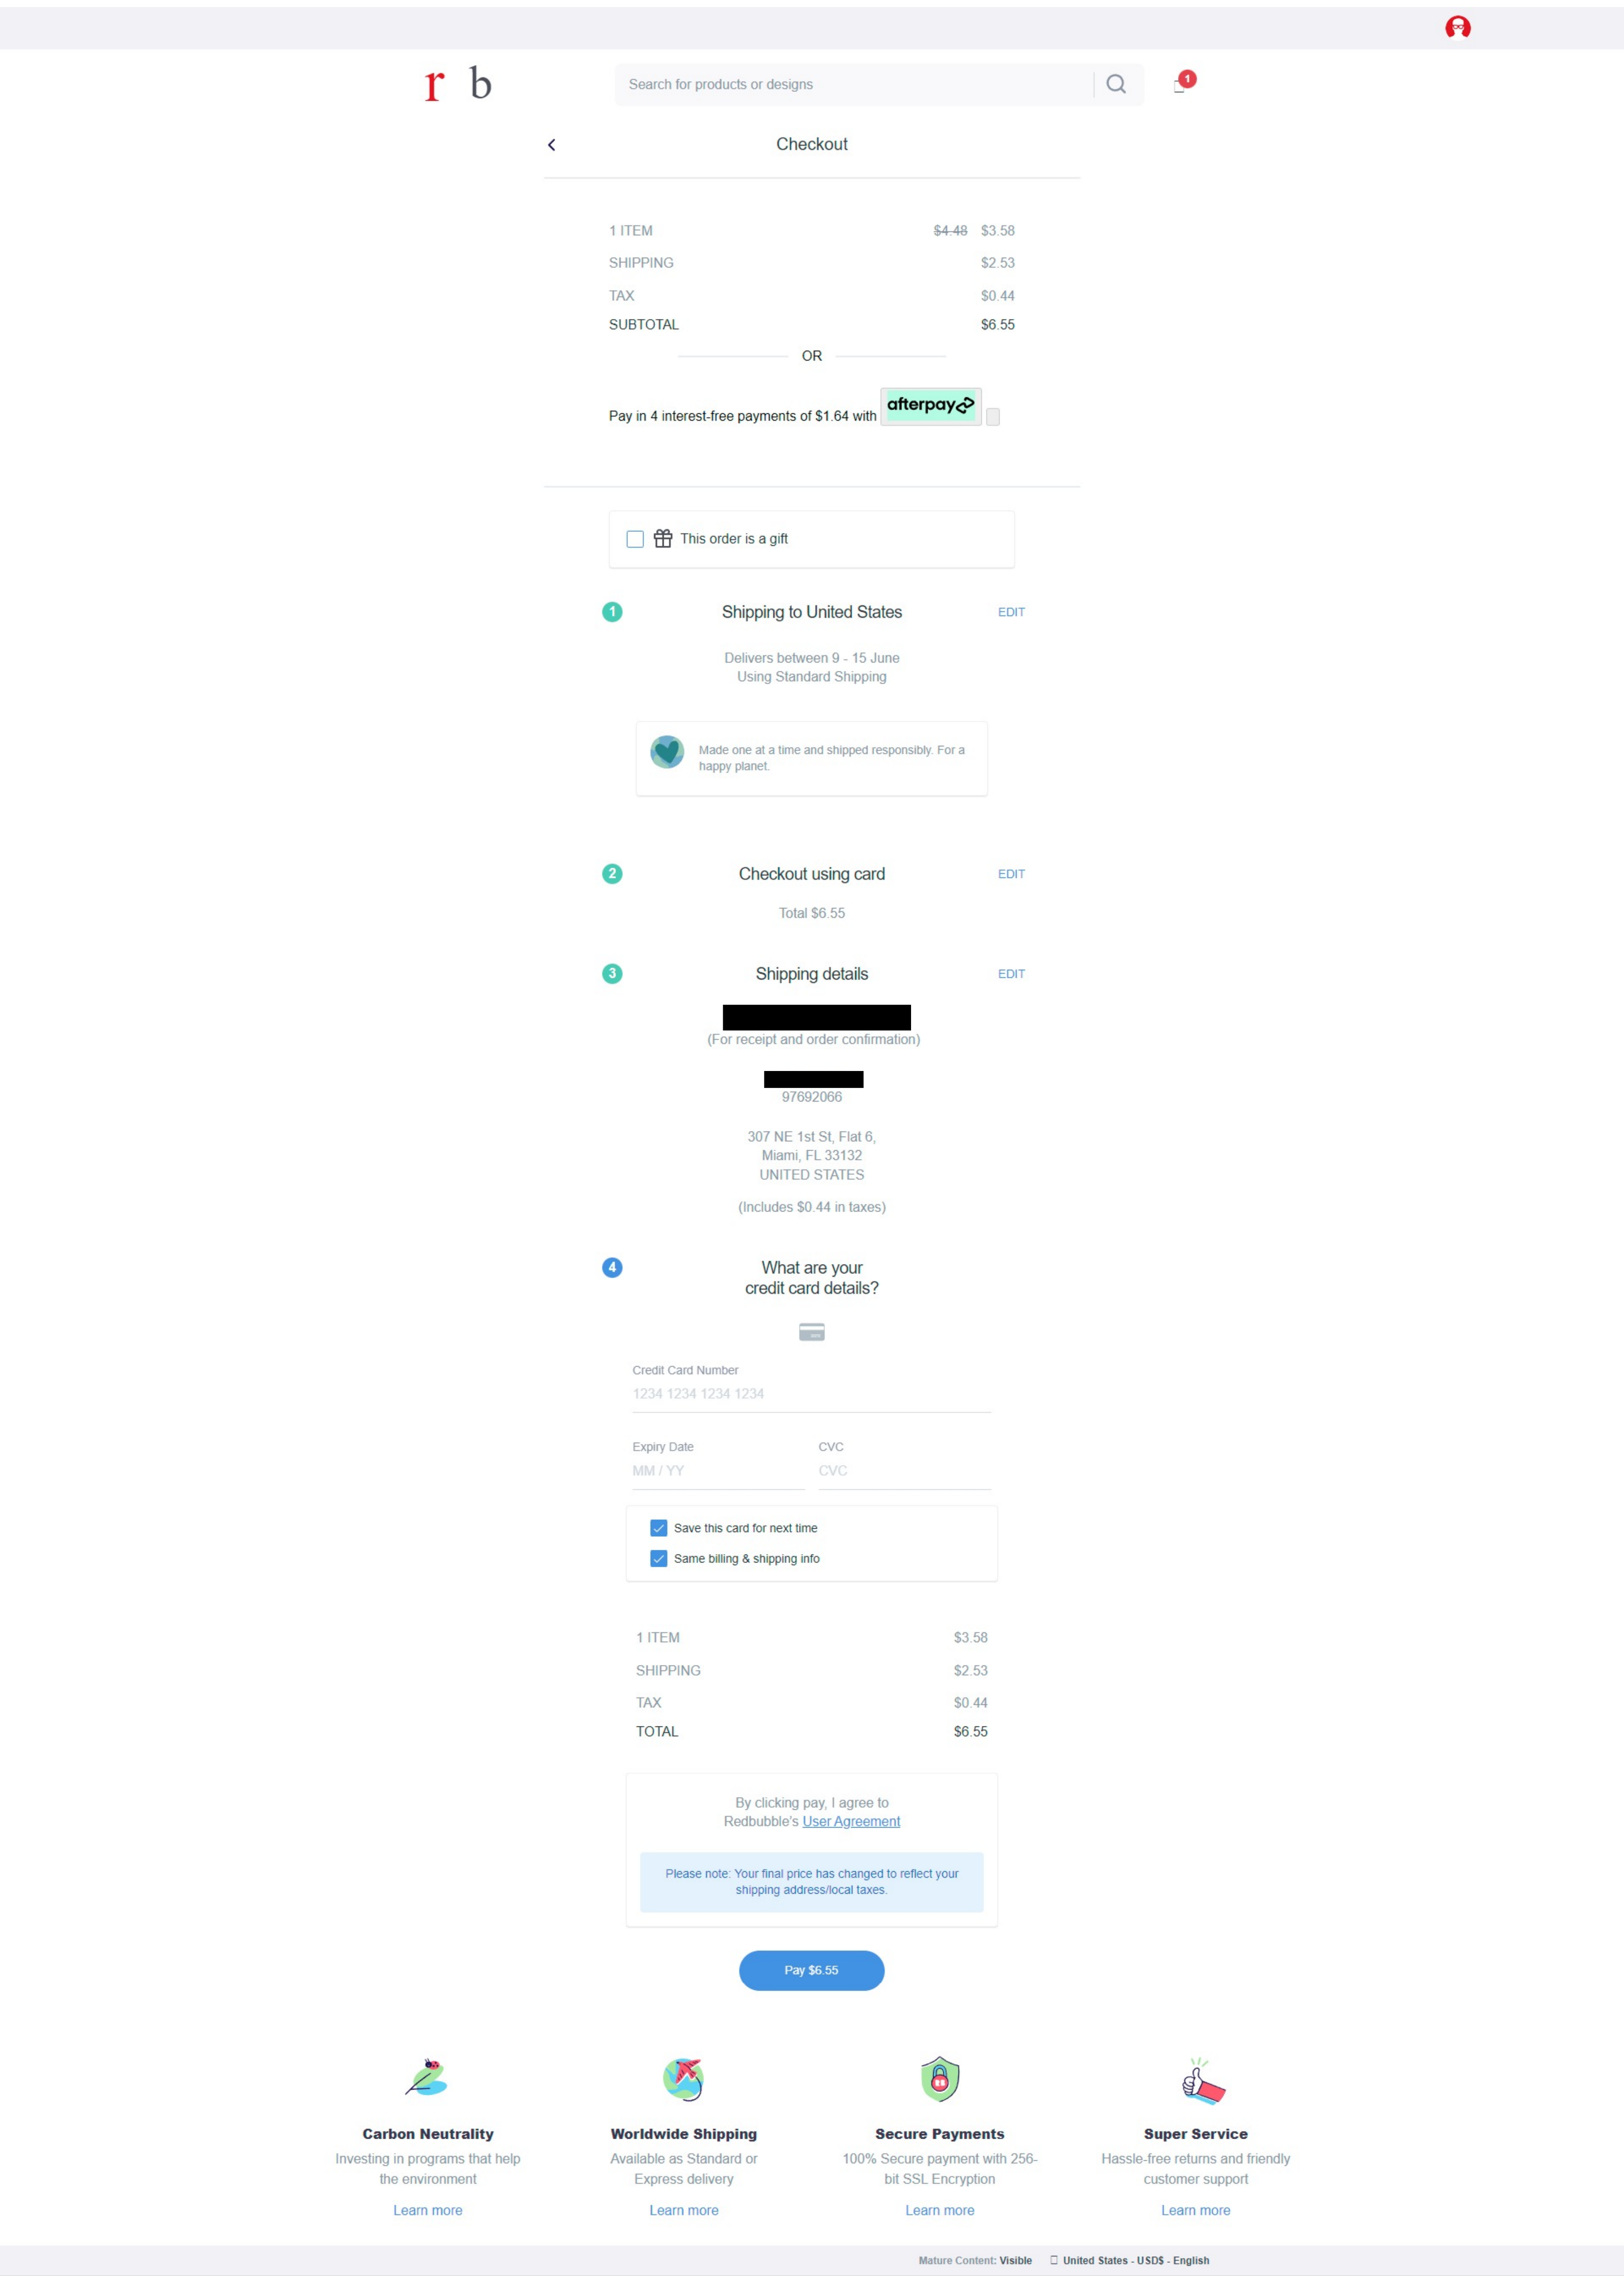 r b
Search for products or designs
1
Checkout
1 ITEM $4.48 $3.58
SHIPPING $2.53
TAX $0.44
SUBTOTAL $6.55
OR
Pay in 4 interest-free payments of $1.64 with afterpay
This order is a gift
1 Shipping to United States EDIT
Delivers between 9 - 15 June
Using Standard Shipping
Made one at a time and shipped responsibly. For a
happy planet.
2 Checkout using card EDIT
Total $6.55
3 Shipping details EDIT
(For receipt and order confirmation)
97692066
307 NE 1st St, Flat 6,
Miami, FL 33132
UNITED STATES
(Includes $0.44 in taxes)
4 What are your
credit card details?
Credit Card Number
1234 1234 1234 1234
Expiry Date CVC
MM / YY CVC
Save this card for next time
Same billing & shipping info
1 ITEM $3.58
SHIPPING $2.53
TAX $0.44
TOTAL $6.55
By clicking pay, I agree to
Redbubble's User Agreement
Please note: Your final price has changed to reflect your
shipping address/local taxes.
Pay $6.55
Carbon Neutrality
Investing in programs that help
the environment
Learn more
Worldwide Shipping
Available as Standard or
Express delivery
Learn more
Secure Payments
100% Secure payment with 256-
bit SSL Encryption
Learn more
Super Service
Hassle-free returns and friendly
customer support
Learn more
Mature Content: Visible United States - USD$ - English